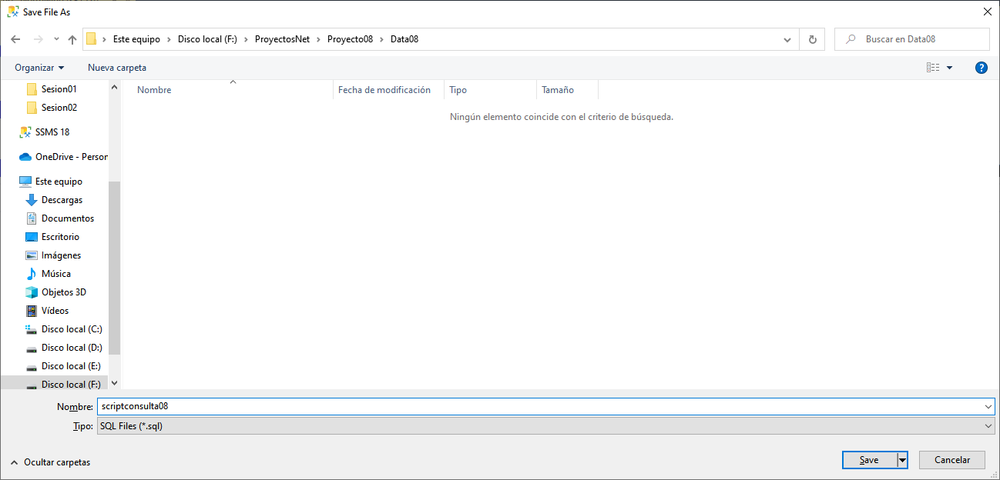 Save File As
Este equipo > Disco local (F:) > ProyectosNet > Proyecto08 > Data08
Buscar en Data08
Organizar
Nueva carpeta
?
Sesion01
Sesion02
SSMS 18
OneDrive - Person
Este equipo
Descargas
Documentos
Escritorio
Imágenes
Música
Objetos 3D
Vídeos
Disco local (C:)
Disco local (D:)
Disco local (E:)
Disco local (F:)
Nombre
Fecha de modificación
Tipo
Tamaño
Ningún elemento coincide con el criterio de búsqueda.
Nombre: scriptconsulta08
Tipo: SQL Files (*.sql)
Ocultar carpetas
Save
Cancelar